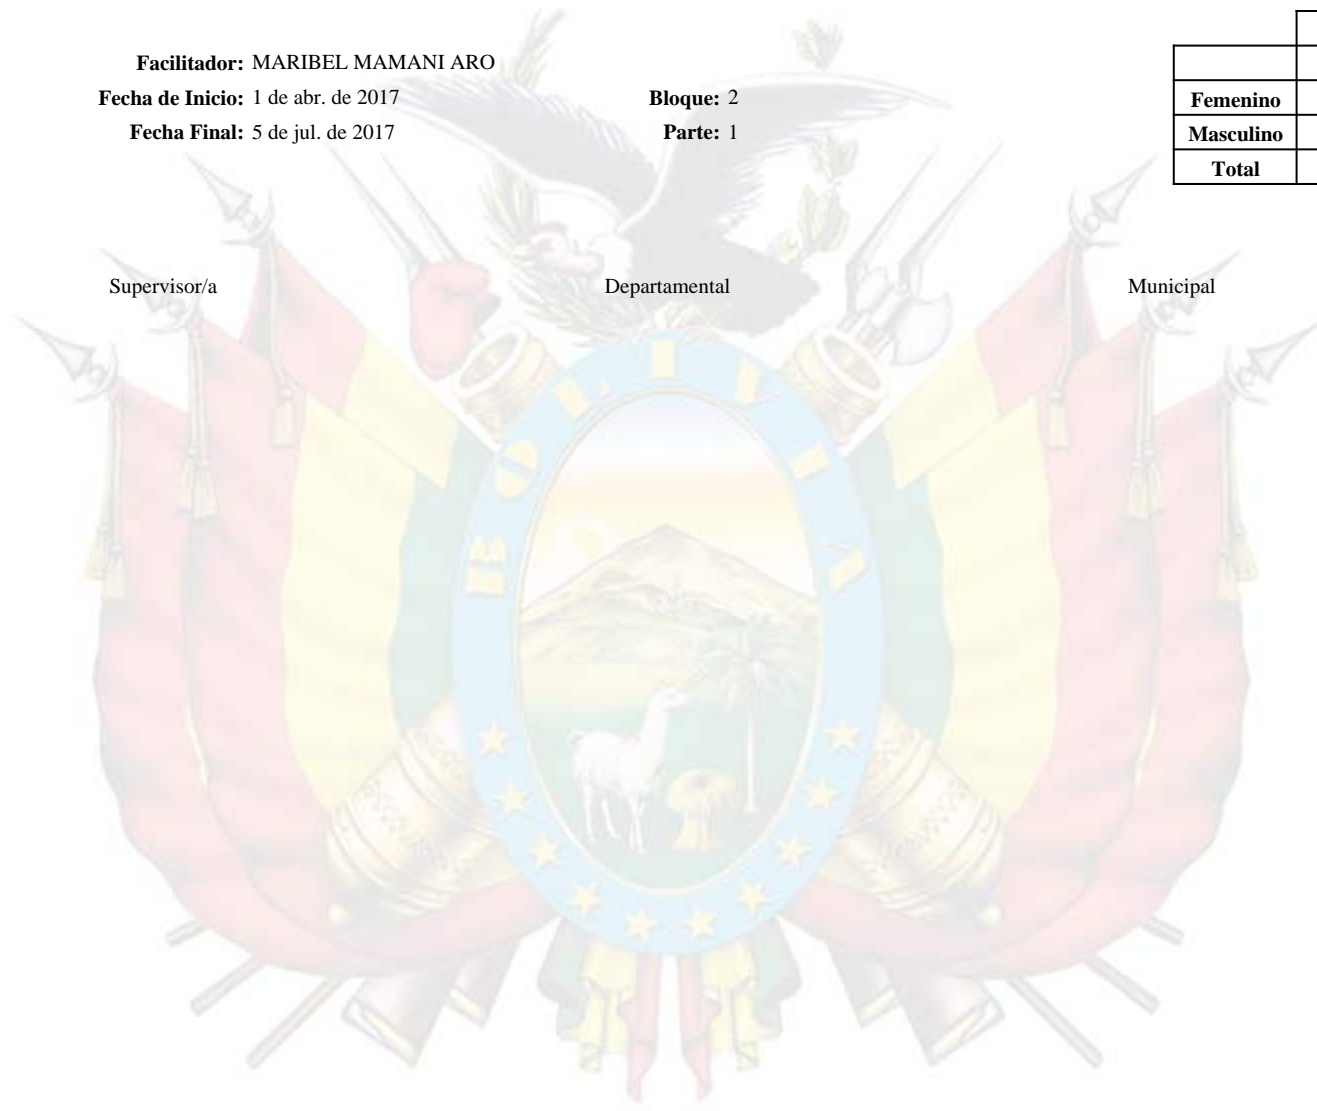 Facilitador: MARIBEL MAMANI ARO
Fecha de Inicio: 1 de abr. de 2017 Bloque: 2
Femenino
Fecha Final: 5 de jul. de 2017 Parte: 1
Masculino
Total
Supervisor/a Departamental Municipal
BOLIVIA